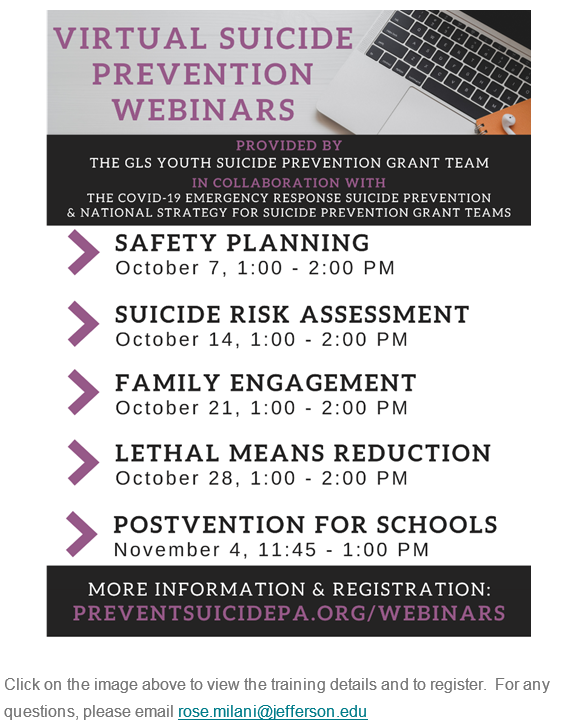 VIRTUAL SUICIDE
PREVENTION
WEBINARS
PROVIDED BY
THE GLS YOUTH SUICIDE PREVENTION GRANT TEAM
IN COLLABORATION WITH
THE COVID-19 EMERGENCY RESPONSE SUICIDE PREVENTION
& NATIONAL STRATEGY FOR SUICIDE PREVENTION GRANT TEAMS
SAFETY PLANNING
October 7, 1:00 - 2:00 PM
SUICIDE RISK ASSESSMENT
October 14, 1:00 - 2:00 PM
FAMILY ENGAGEMENT
October 21, 1:00 - 2:00 PM
LETHAL MEANS REDUCTION
October 28, 1:00 - 2:00 PM
POSTVENTION FOR SCHOOLS
November 4, 11:45 - 1:00 PM
MORE INFORMATION & REGISTRATION:
PREVENTSUICIDEPA.ORG/WEBINARS
Click on the image above to view the training details and to register.  For any
questions, please email rose.milani@jefferson.edu